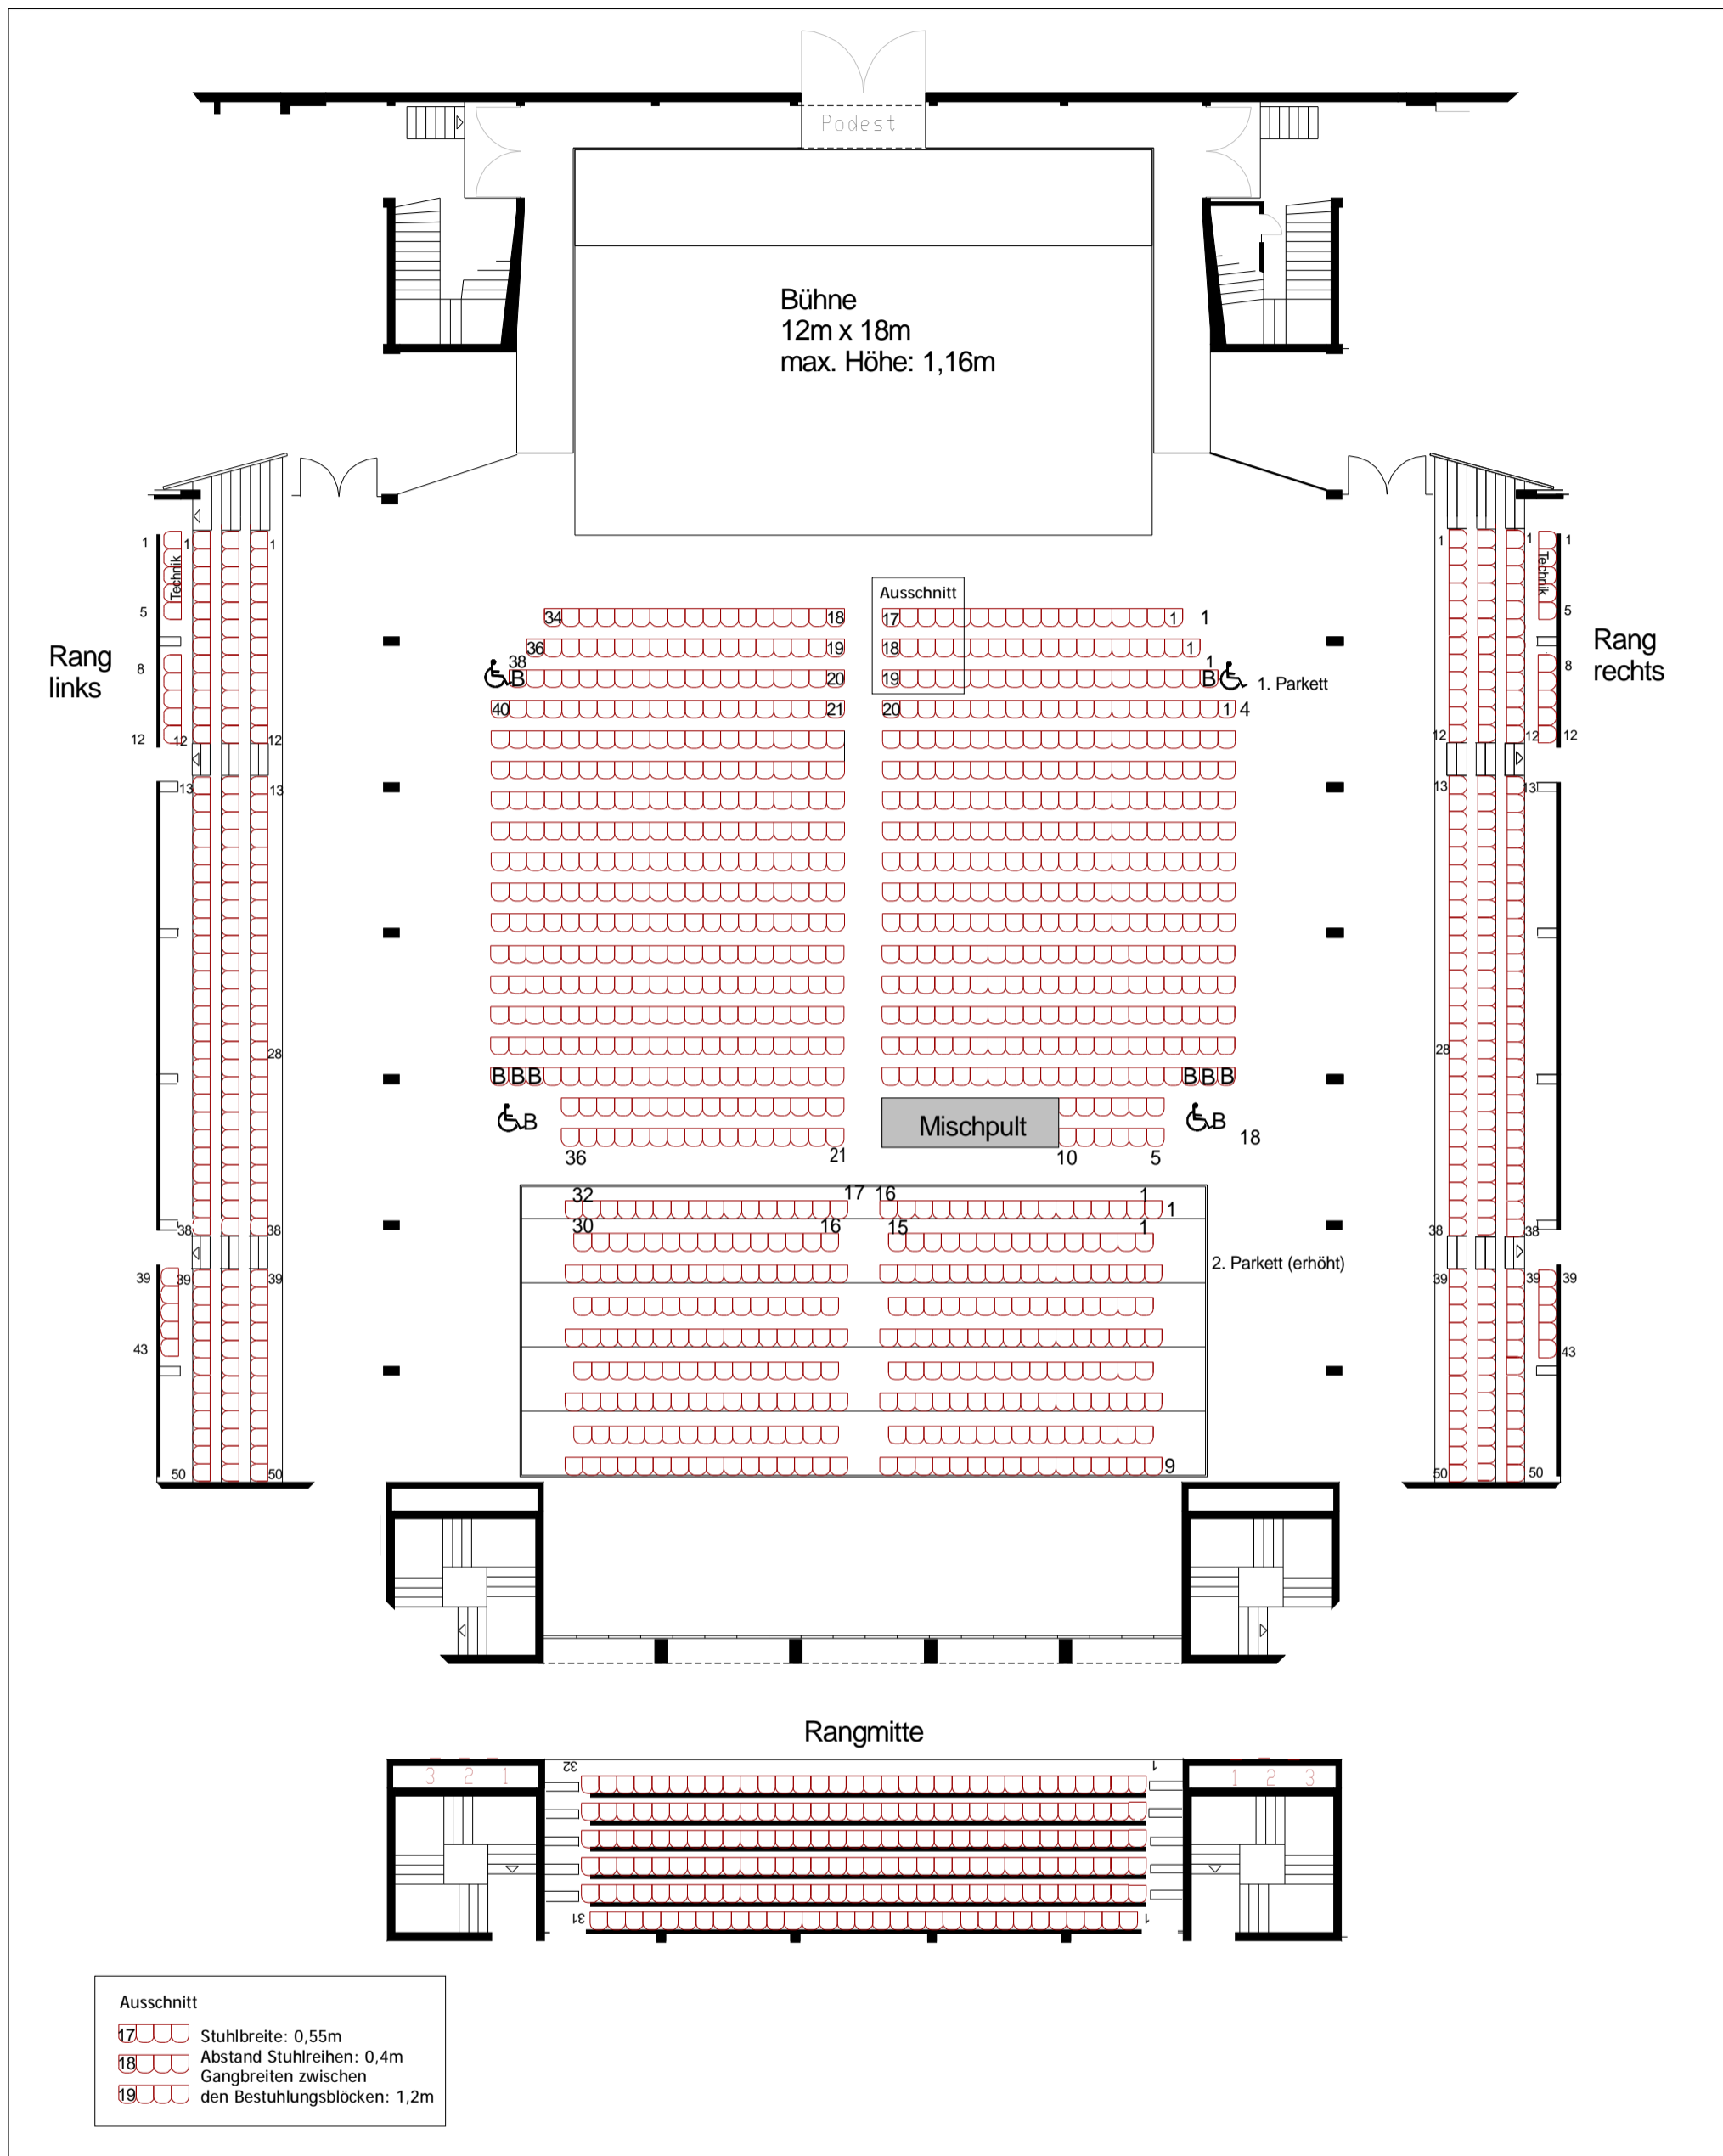 Podest
Bühne
12m x 18m
max. Höhe: 1,16m
Ausschnitt
34 18 17 1 1
36 19 18 1
38 1
B 20 19 B
1. Parkett
40 21 20 1 4
B B B B B B
B Mischpult B
18
36 21 10 5
32 17 16 1
1
30 16 15 1
2. Parkett (erhöht)
9
Rang
links
1 1 1
Technik
5
8
12 12 12
13 13
28
38 38
39 39 39
43
50 50
Rang
rechts
1 1 1
Technik
5
8
12 12 12
13 13
28
38 38
39 39 39
43
50 50
Rangmitte
32 1
3 2 1 1 2 3
31 1
Ausschnitt
17 Stuhlbreite: 0,55m
18 Abstand Stuhlreihen: 0,4m
Gangbreiten zwischen
19 den Bestuhlungsblöcken: 1,2m